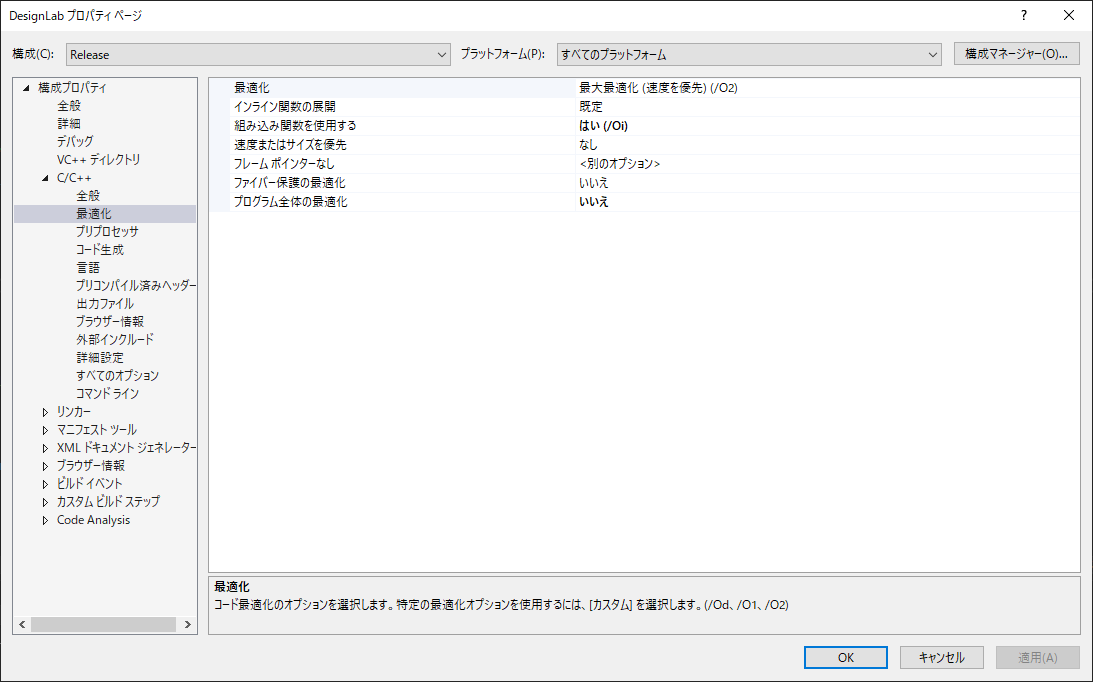 DesignLab プロパティ ページ
?
構成(C): Release プラットフォーム(P): すべてのプラットフォーム 構成マネージャー(O)...
構成プロパティ
全般
詳細
デバッグ
VC++ ディレクトリ
C/C++
全般
最適化
プリプロセッサ
コード生成
言語
プリコンパイル済みヘッダー
出力ファイル
ブラウザー情報
外部インクルード
詳細設定
すべてのオプション
コマンド ライン
リンカー
マニフェスト ツール
XML ドキュメント ジェネレーター
ブラウザー情報
ビルド イベント
カスタム ビルド ステップ
Code Analysis
最適化 最大最適化 (速度を優先) (/O2)
インライン関数の展開 既定
組み込み関数を使用する はい (/Oi)
速度またはサイズを優先 なし
フレーム ポインターなし <別のオプション>
ファイバー保護の最適化 いいえ
プログラム全体の最適化 いいえ
最適化
コード最適化のオプションを選択します。特定の最適化オプションを使用するには、[カスタム] を選択します。(/Od、/O1、/O2)
OK キャンセル 適用(A)